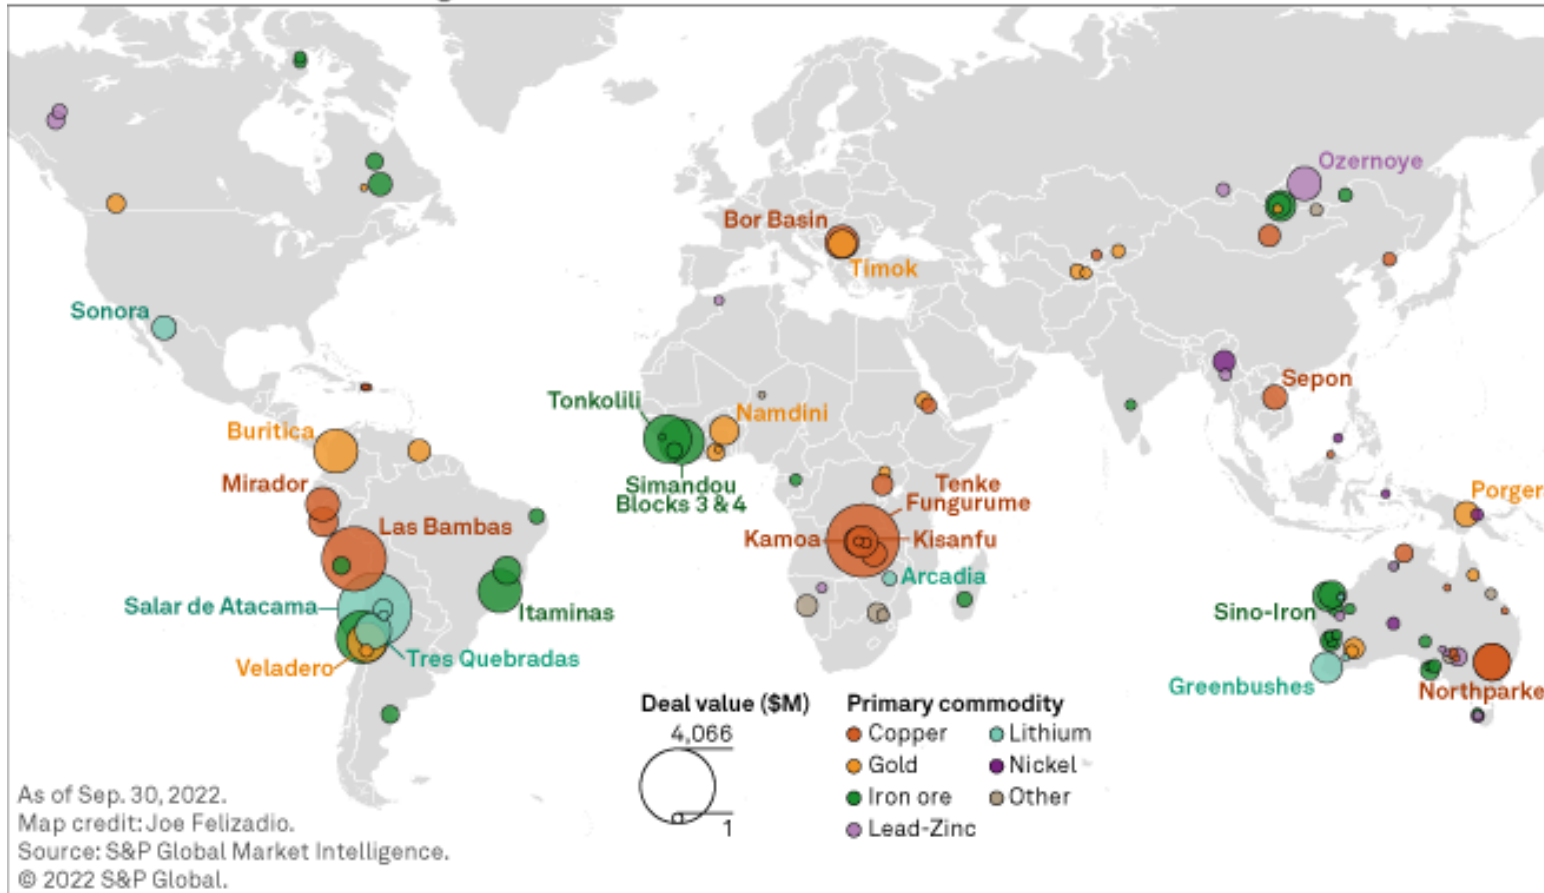 Ozernoye
Bor Basin
Timok
Sonora
Sepon
Tonkolili
Namdini
Buritica
Mirador
Simandou
Blocks 3 & 4
Tenke
Fungurume
Porger
Las Bambas
Kamoa
Kisanfu
Arcadia
Salar de Atacama
Itaminas
Sino-Iron
Veladero
Tres Quebradas
Greenbushes
Northparke
Deal value ($M)
4,066
1
Primary commodity
Copper
Lithium
Gold
Nickel
Iron ore
Other
Lead-Zinc
As of Sep. 30, 2022.
Map credit: Joe Felizadio.
Source: S&P Global Market Intelligence.
© 2022 S&P Global.